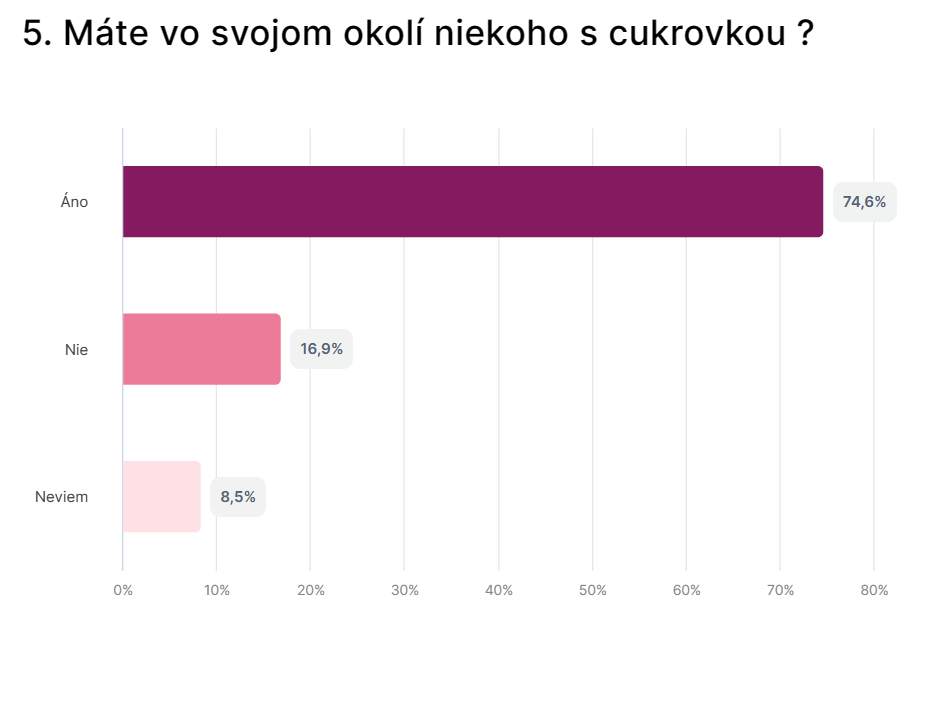 5. Máte vo svojom okolí niekoho s cukrovkou ?
Áno
74,6%
Nie
16,9%
Neviem
8,5%
0% 10% 20% 30% 40% 50% 60% 70% 80%